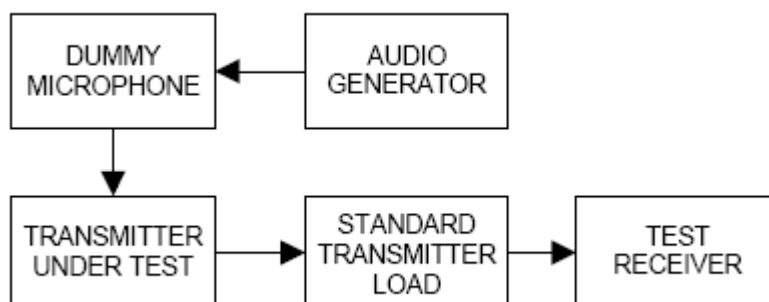 DUMMY
MICROPHONE
AUDIO
GENERATOR
TRANSMITTER
UNDER TEST
STANDARD
TRANSMITTER
LOAD
TEST
RECEIVER